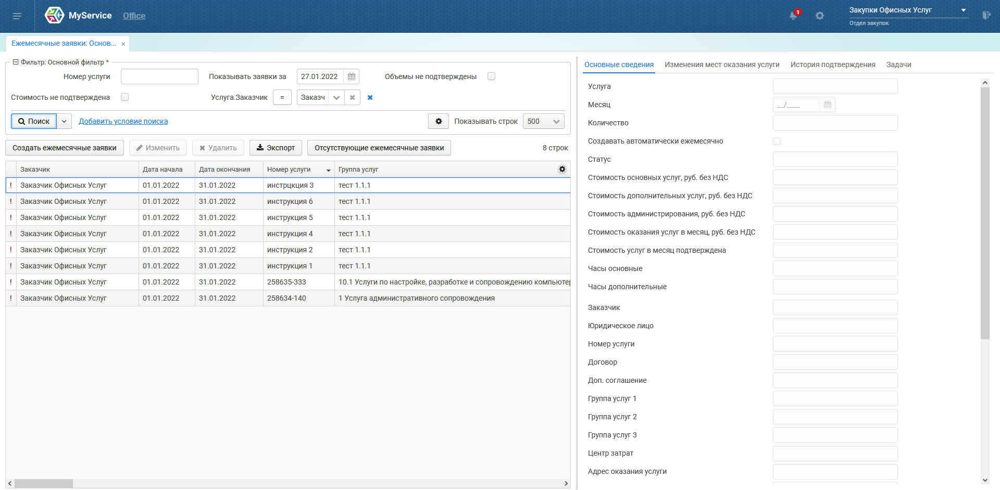 MyService Office
1
Закупки Офисных Услуг
Отдел закупок
Ежемесячные заявки: Основ... ×
Фильтр: Основной фильтр *
Номер услуги Показывать заявки за 27.01.2022 Объемы не подтверждены
Стоимость не подтверждена Услуга.Заказчик = Заказч
Поиск Добавить условие поиска Показывать строк 500
Создать ежемесячные заявки Изменить Удалить Экспорт Отсутствующие ежемесячные заявки 8 строк
Заказчик Дата начала Дата окончания Номер услуги Группа услуг
! Заказчик Офисных Услуг 01.01.2022 31.01.2022 инстрцкция 3 тест 1.1.1
! Заказчик Офисных Услуг 01.01.2022 31.01.2022 инструкция 6 тест 1.1.1
! Заказчик Офисных Услуг 01.01.2022 31.01.2022 инструкция 5 тест 1.1.1
! Заказчик Офисных Услуг 01.01.2022 31.01.2022 инструкция 4 тест 1.1.1
! Заказчик Офисных Услуг 01.01.2022 31.01.2022 инструкция 2 тест 1.1.1
! Заказчик Офисных Услуг 01.01.2022 31.01.2022 инструкция 1 тест 1.1.1
! Заказчик Офисных Услуг 01.01.2022 31.01.2022 258635-333 10.1 Услуги по настройке, разработке и сопровождению компьютер
! Заказчик Офисных Услуг 01.01.2022 31.01.2022 258634-140 1 Услуга административного сопровождения
Основные сведения Изменения мест оказания услуги История подтверждения Задачи
Услуга
Месяц __/____
Количество
Создавать автоматически ежемесячно
Статус
Стоимость основных услуг, руб. без НДС
Стоимость дополнительных услуг, руб. без НДС
Стоимость администрирования, руб. без НДС
Стоимость оказания услуг в месяц, руб. без НДС
Стоимость услуг в месяц подтверждена
Часы основные
Часы дополнительные
Заказчик
Юридическое лицо
Номер услуги
Договор
Доп. соглашение
Группа услуг 1
Группа услуг 2
Группа услуг 3
Центр затрат
Адрес оказания услуги